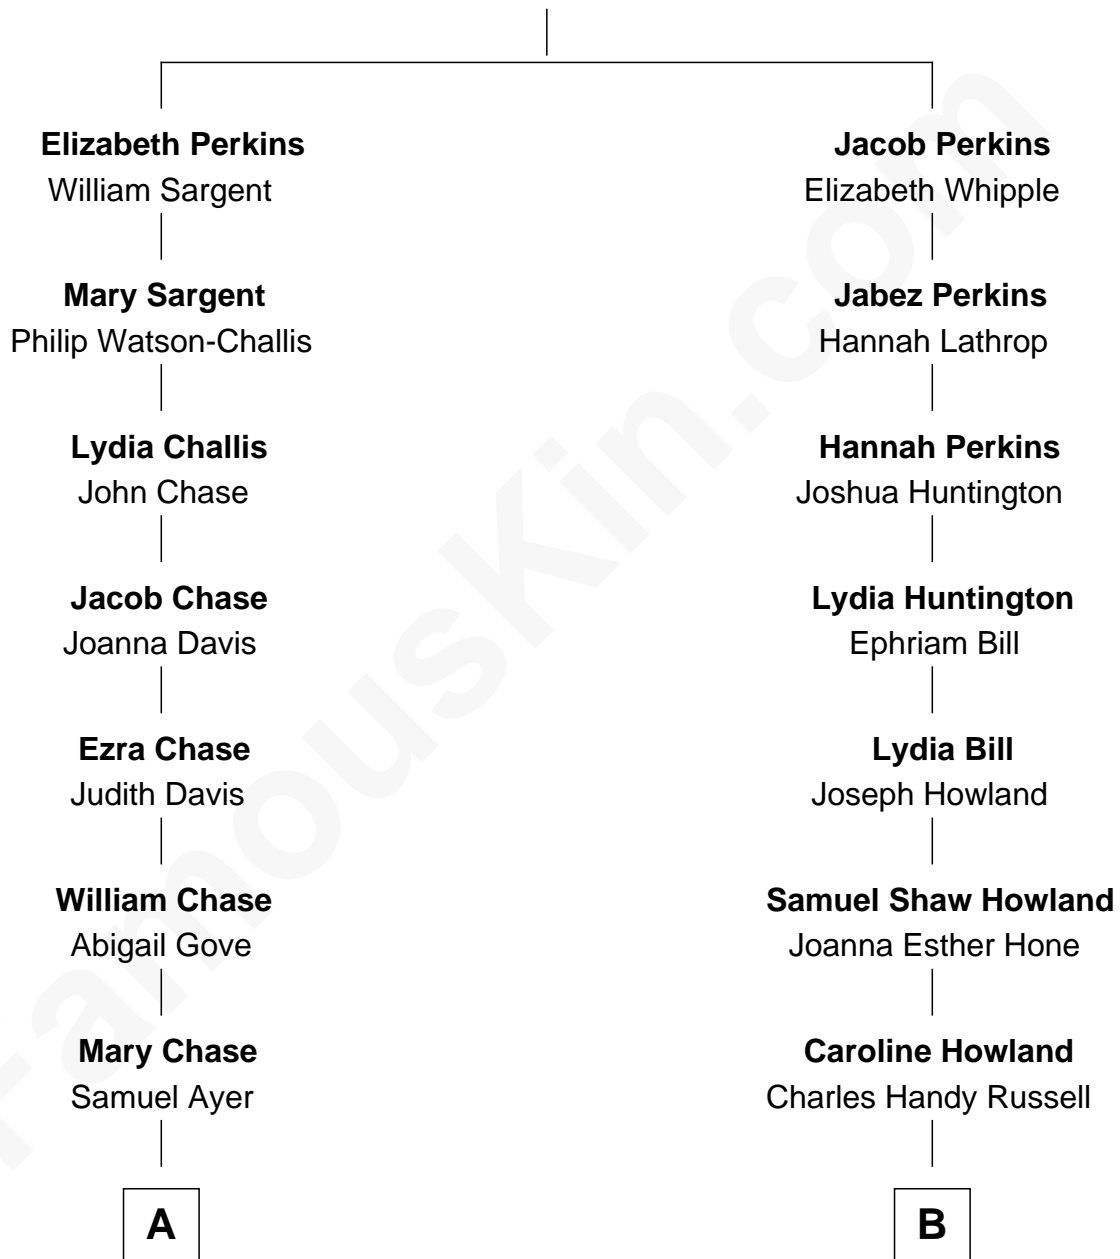 Elizabeth Perkins
William Sargent
Jacob Perkins
Elizabeth Whipple
Mary Sargent
Philip Watson-Challis
Jabez Perkins
Hannah Lathrop
Lydia Challis
John Chase
Hannah Perkins
Joshua Huntington
Jacob Chase
Joanna Davis
Lydia Huntington
Ephriam Bill
Ezra Chase
Judith Davis
Lydia Bill
Joseph Howland
William Chase
Abigail Gove
Samuel Shaw Howland
Joanna Esther Hone
Mary Chase
Samuel Ayer
Caroline Howland
Charles Handy Russell
A
B
FamousKin.com